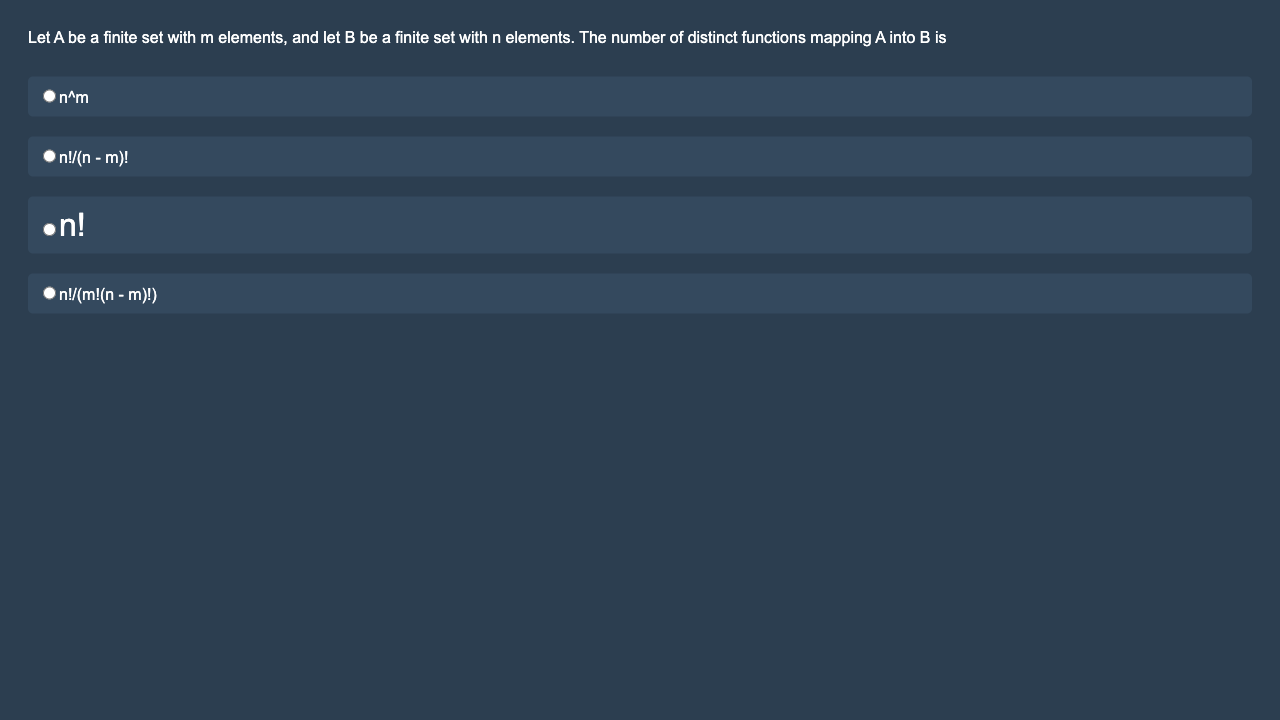 Let A be a finite set with m elements, and let B be a finite set with n elements. The number of distinct functions mapping A into B is
n^m
n!/(n - m)!
n!
n!/(m!(n - m)!)